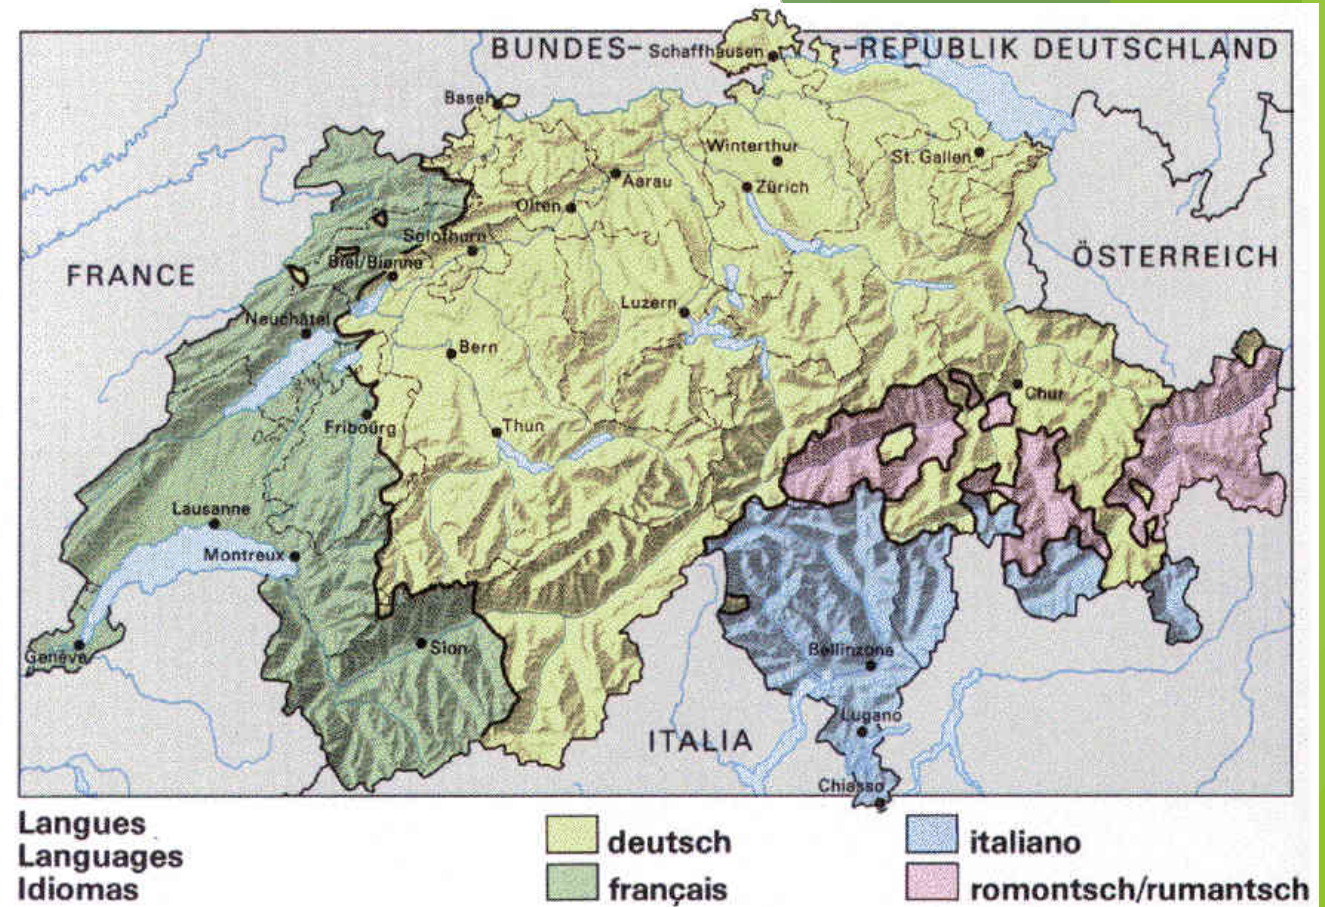 BUNDES- Schaffhausen -REPUBLIK DEUTSCHLAND
Basel
Winterthur
St. Gallen
Aarau
Zürich
Olten
Solothurn
Biel/Bienne
FRANCE
ÖSTERREICH
Luzern
Neuchâtel
Bern
Chur
Fribourg
Thun
Lausanne
Montreux
Sion
Genève
Bellinzona
Lugano
ITALIA
Chiasso
Langues
Languages
Idiomas
deutsch
français
italiano
romontsch/rumantsch